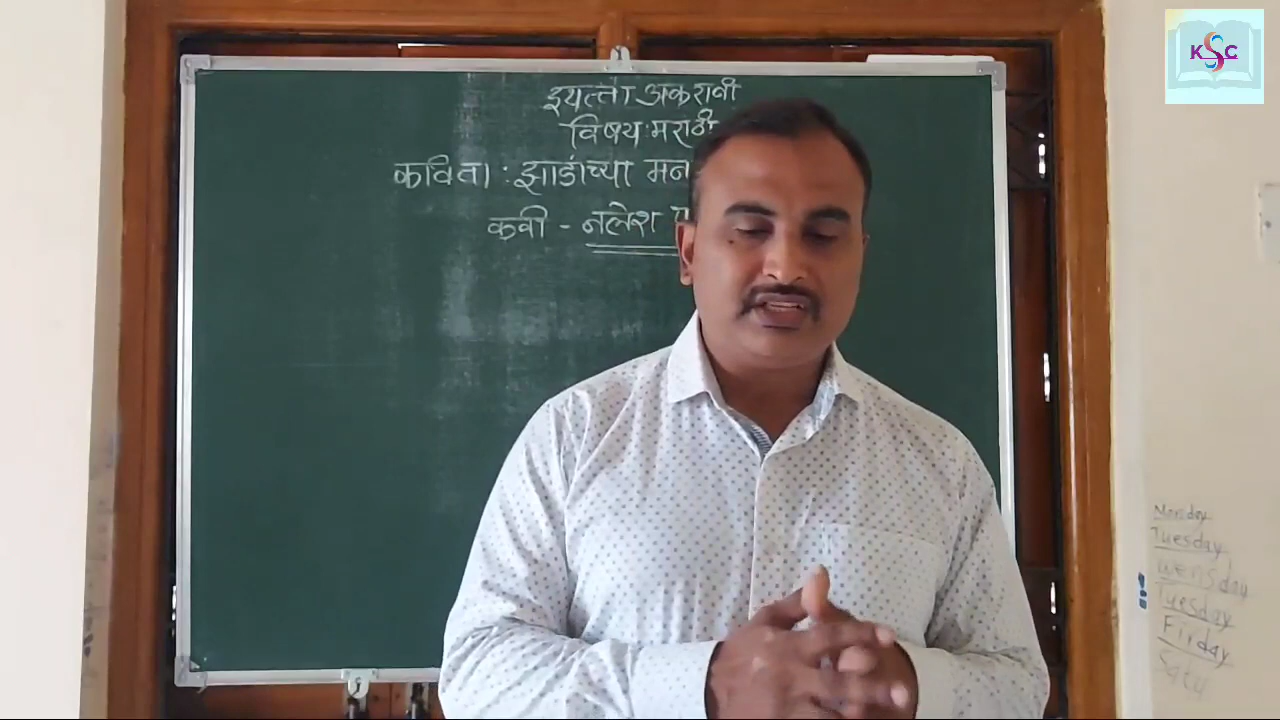 इयत्ता अकरावी
विषय:मराठी
कविता : झाडांच्या मन
कवी - नलेश
KSC
Monday
Tuesday
Wensday
Tuesday
Firday